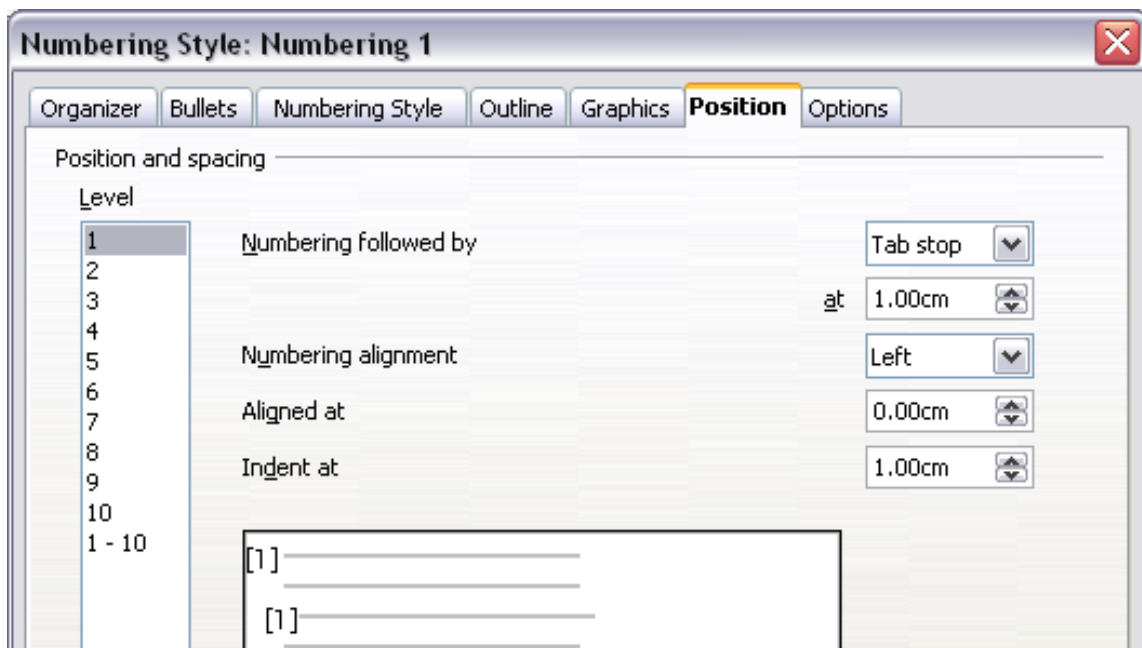 Numbering Style: Numbering 1
Organizer Bullets Numbering Style Outline Graphics Position Options
Position and spacing
Level
1
2
3
4
5
6
7
8
9
10
1 - 10
Numbering followed by Tab stop
at 1.00cm
Numbering alignment Left
Aligned at 0.00cm
Indent at 1.00cm
[1]
[1]